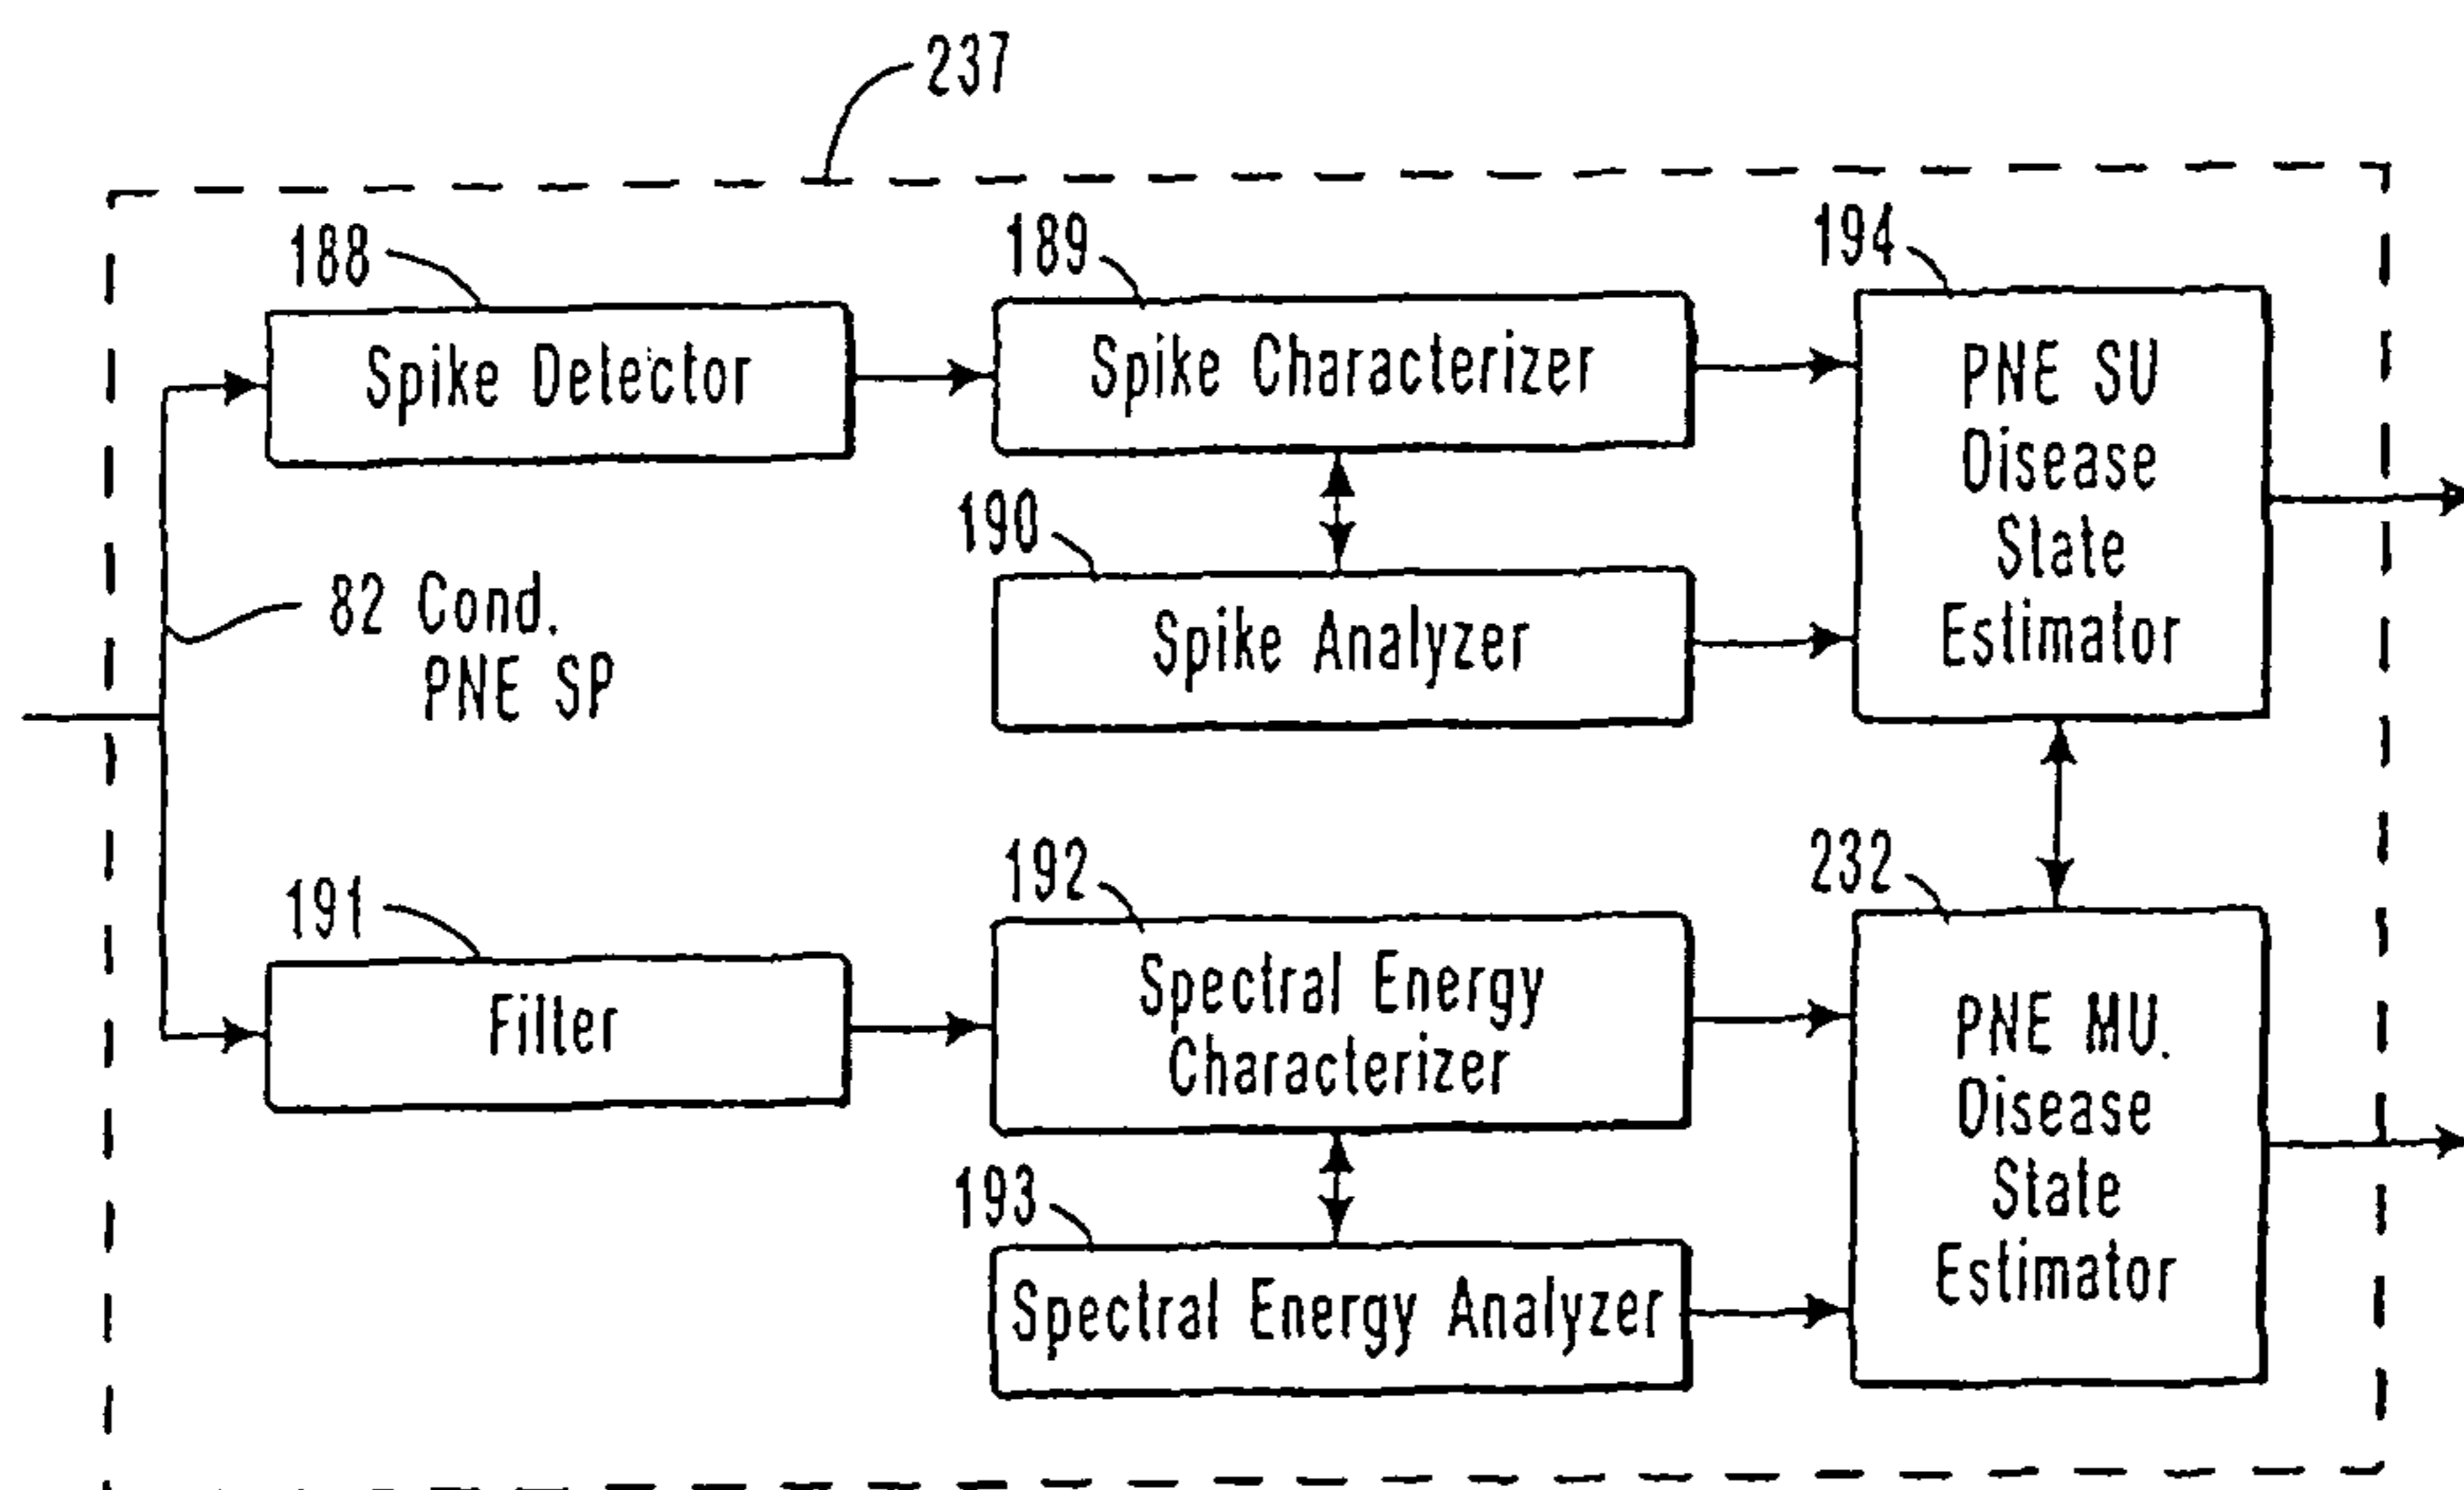 237
188
Spike Detector
189
Spike Characterizer
194
PNE SU
Disease
State
Estimator
190
Spike Analyzer
82 Cond.
PNE SP
191
Filter
192
Spectral Energy
Characterizer
193
Spectral Energy Analyzer
232
PNE MU.
Disease
State
Estimator